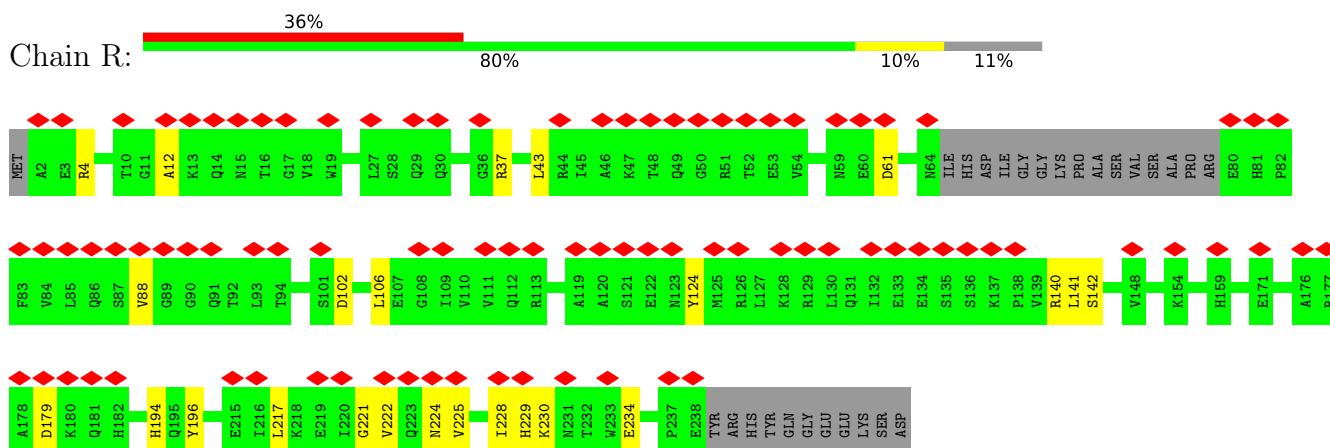 36%
Chain R:
80% 10% 11%
MET A2 E3 R4 T10 G11 A12 K13 Q14 N15 T16 G17 V18 W19 L27 S28 Q29 Q30 G36 R37 L43 R44 I45 A46 K47 T48 Q49 G50 R51 T52 E53 V54 N59 E60 D61 N64 ILE HIS ASP ILE GLY GLY LYS PRO ALA SER VAL SER ALA PRO ARG E80 H81 P82
F83 V84 L85 Q86 S87 V88 G89 G90 Q91 T92 L93 T94 S101 D102 L106 E107 G108 I109 V110 V111 Q112 R113 A119 A120 S121 E122 N123 Y124 M125 R126 L127 K128 R129 L130 Q131 I132 E133 E134 S135 S136 K137 P138 V139 R140 L141 S142 V148 K154 H159 E171 A176
A178 D179 K180 Q181 H182 H194 Q195 Y196 E215 I216 L217 K218 E219 I220 G221 V222 Q223 N224 V225 I228 H229 K230 N231 T232 W233 E234 P237 E238 TYR ARG HIS TYR GLN GLY GLU GLU LYS SER ASP